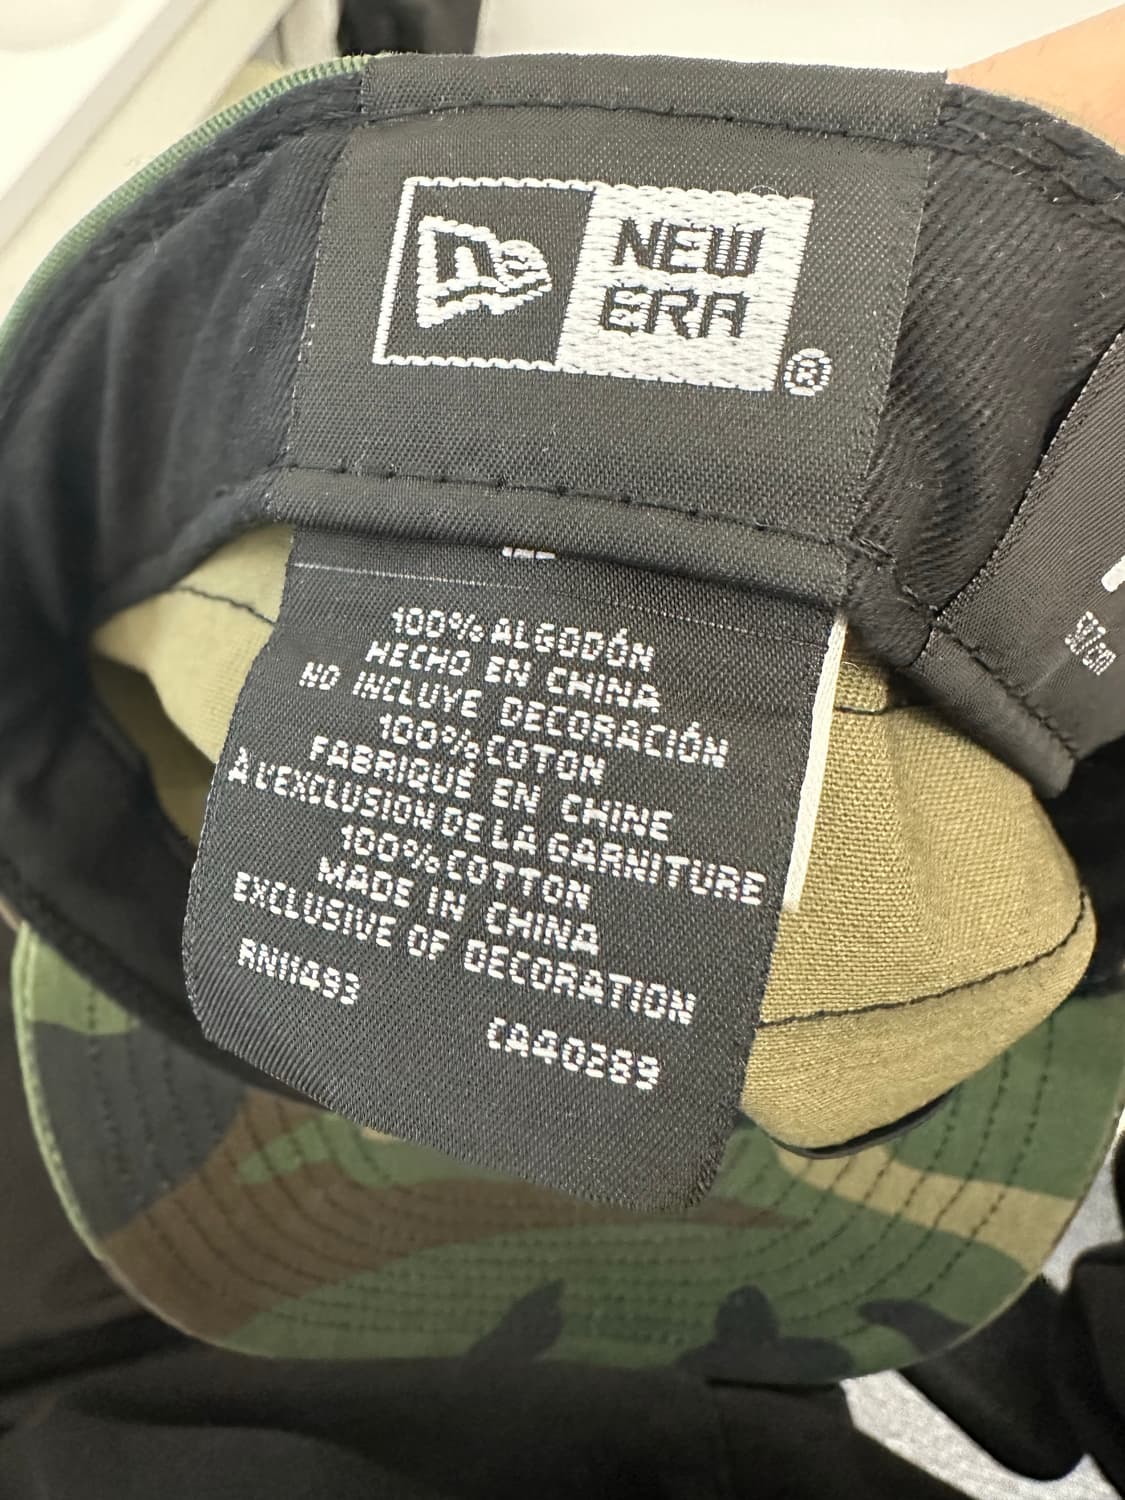 NEW
ERA
®
100% ALGODÓN
HECHO EN CHINA
NO INCLUYE DECORACIÓN
100% COTON
FABRIQUÉ EN CHINE
À L'EXCLUSION DE LA GARNITURE
100% COTTON
MADE IN CHINA
EXCLUSIVE OF DECORATION
RN11493
CA40289